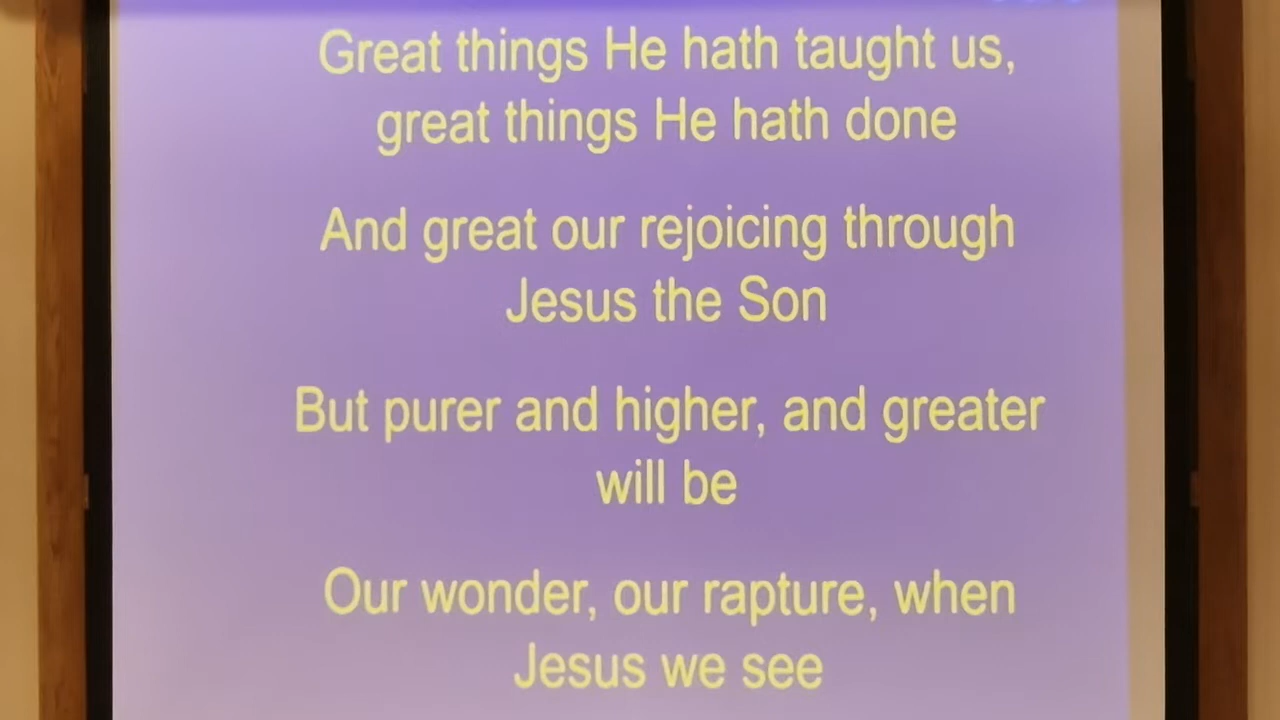 Great things He hath taught us,
great things He hath done
And great our rejoicing through
Jesus the Son
But purer and higher, and greater
will be
Our wonder, our rapture, when
Jesus we see